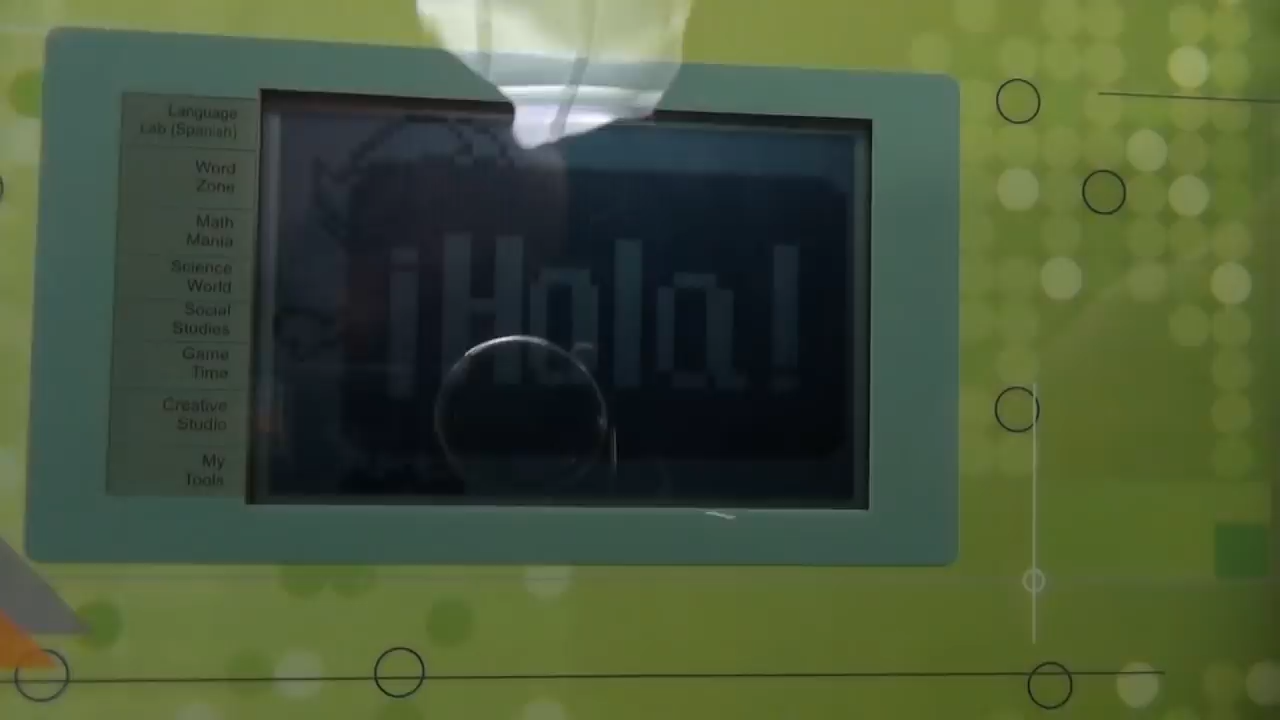 Language
Lab (Spanish)
Word
Zone
Math
Mania
Science
World
Social
Studies
Game
Time
Creative
Studio
My
Tools
¡Hola!